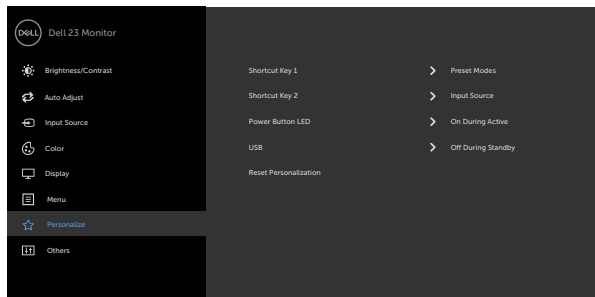 DELL Dell 23 Monitor
Brightness/Contrast
Auto Adjust
Input Source
Color
Display
Menu
Personalize
Others
Shortcut Key 1 Preset Modes
Shortcut Key 2 Input Source
Power Button LED On During Active
USB Off During Standby
Reset Personalization